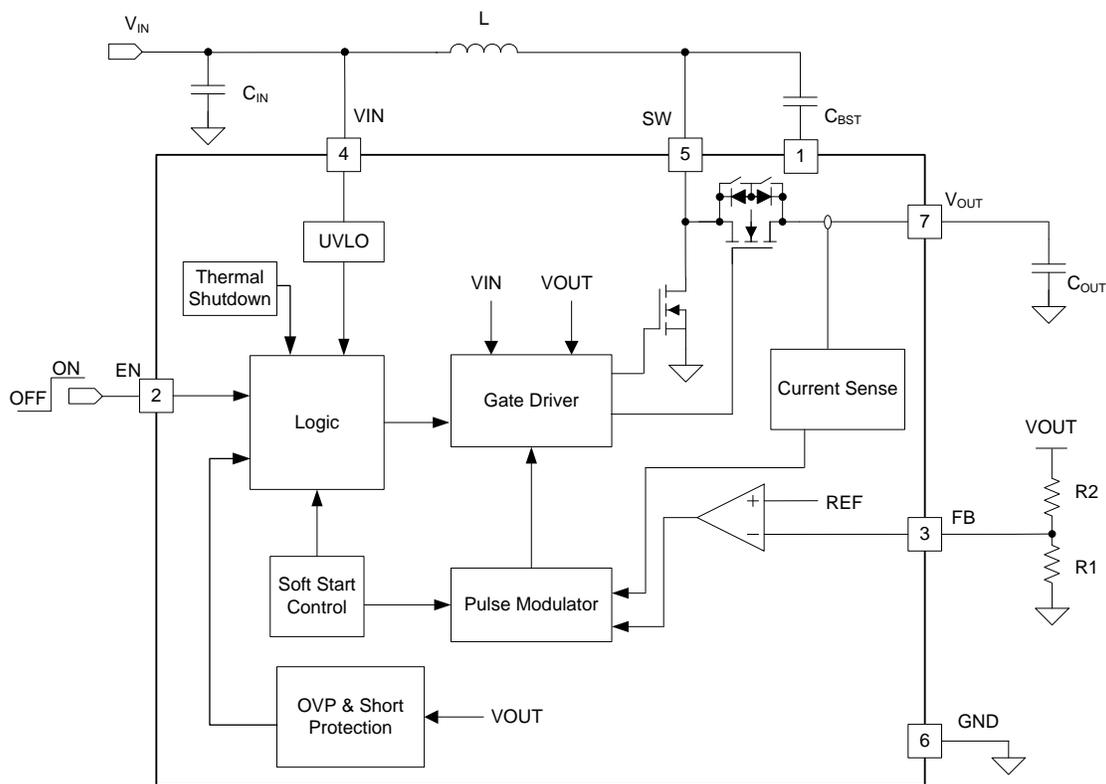 VIN
L
CIN
VIN
SW
CBST
4
5
1
7
VOUT
UVLO
Thermal
Shutdown
VIN
VOUT
COUT
ON
OFF
EN
2
Logic
Gate Driver
Current Sense
VOUT
R2
REF
+
−
3
FB
R1
Soft Start
Control
Pulse Modulator
OVP & Short
Protection
VOUT
GND
6